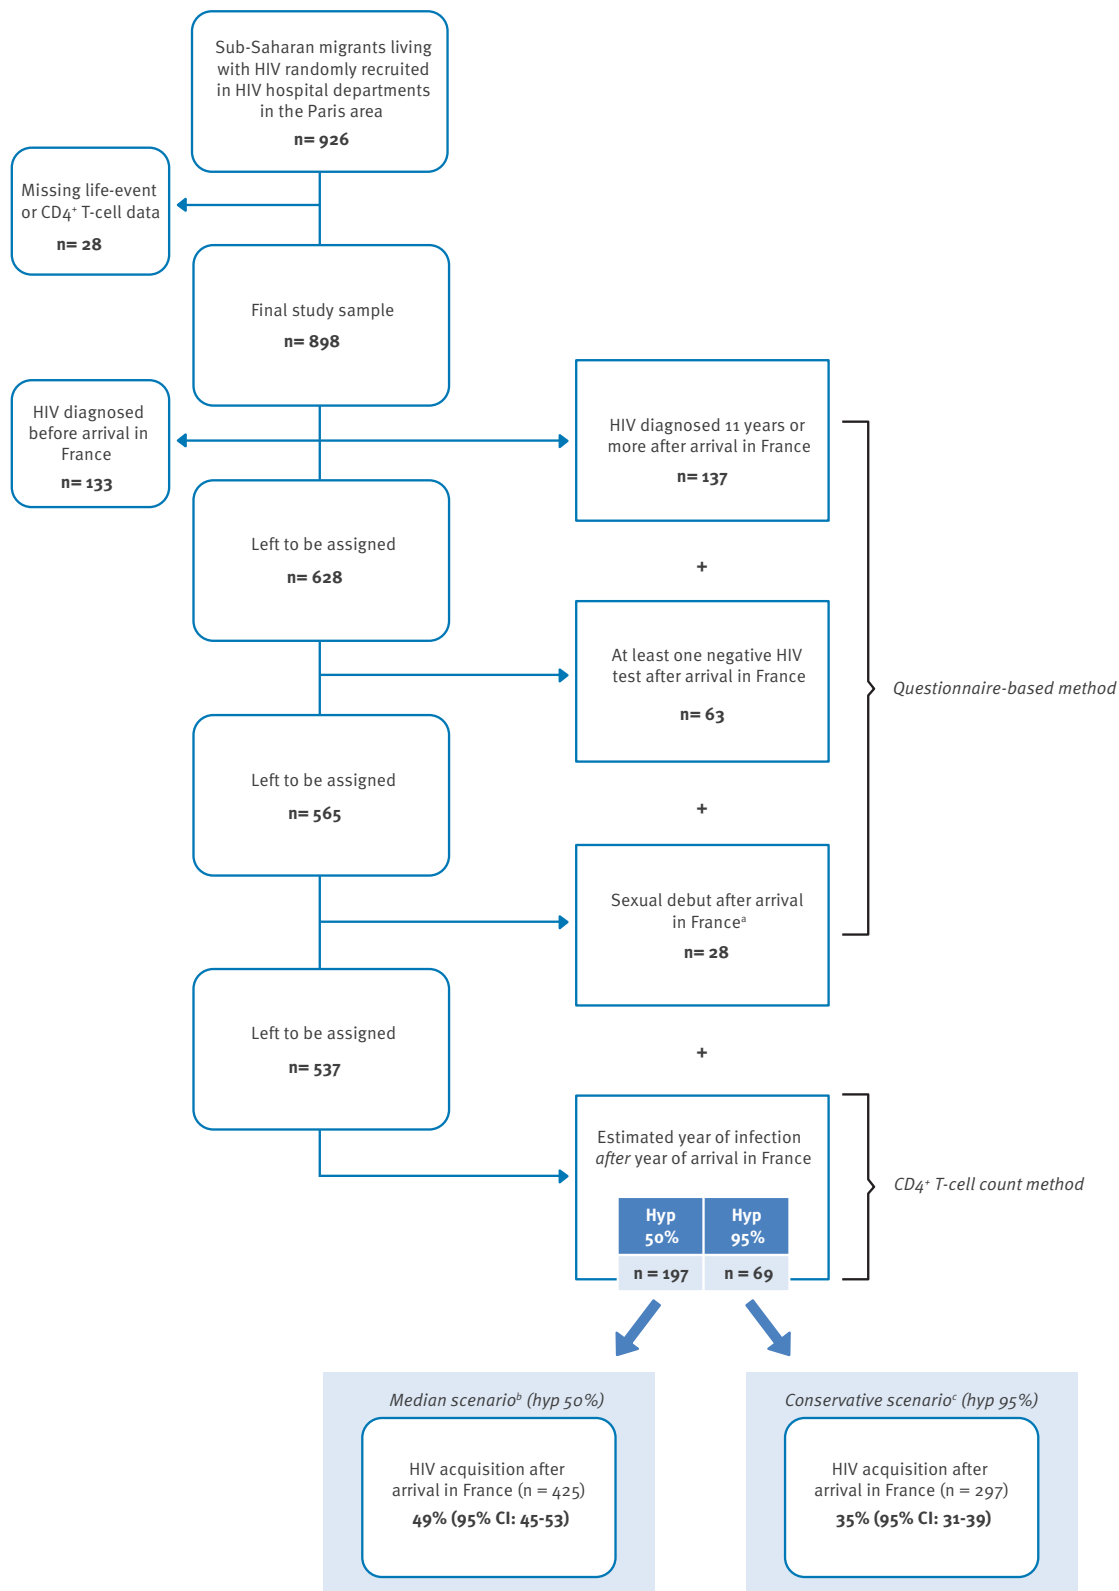 Sub-Saharan migrants living
with HIV randomly recruited
in HIV hospital departments
in the Paris area
n= 926
Missing life-event
or CD4⁺ T-cell data
n= 28
Final study sample
n= 898
HIV diagnosed
before arrival in
France
n= 133
HIV diagnosed 11 years or
more after arrival in France
n= 137
Left to be assigned
n= 628
+
At least one negative HIV
test after arrival in France
n= 63
Questionnaire-based method
Left to be assigned
n= 565
+
Sexual debut after arrival
in Franceᵃ
n= 28
Left to be assigned
n= 537
+
Estimated year of infection
after year of arrival in France
CD4⁺ T-cell count method
Hyp
50%
Hyp
95%
n = 197
n = 69
Median scenarioᵇ (hyp 50%)
HIV acquisition after
arrival in France (n = 425)
49% (95% CI: 45-53)
Conservative scenarioᶜ (hyp 95%)
HIV acquisition after
arrival in France (n = 297)
35% (95% CI: 31-39)